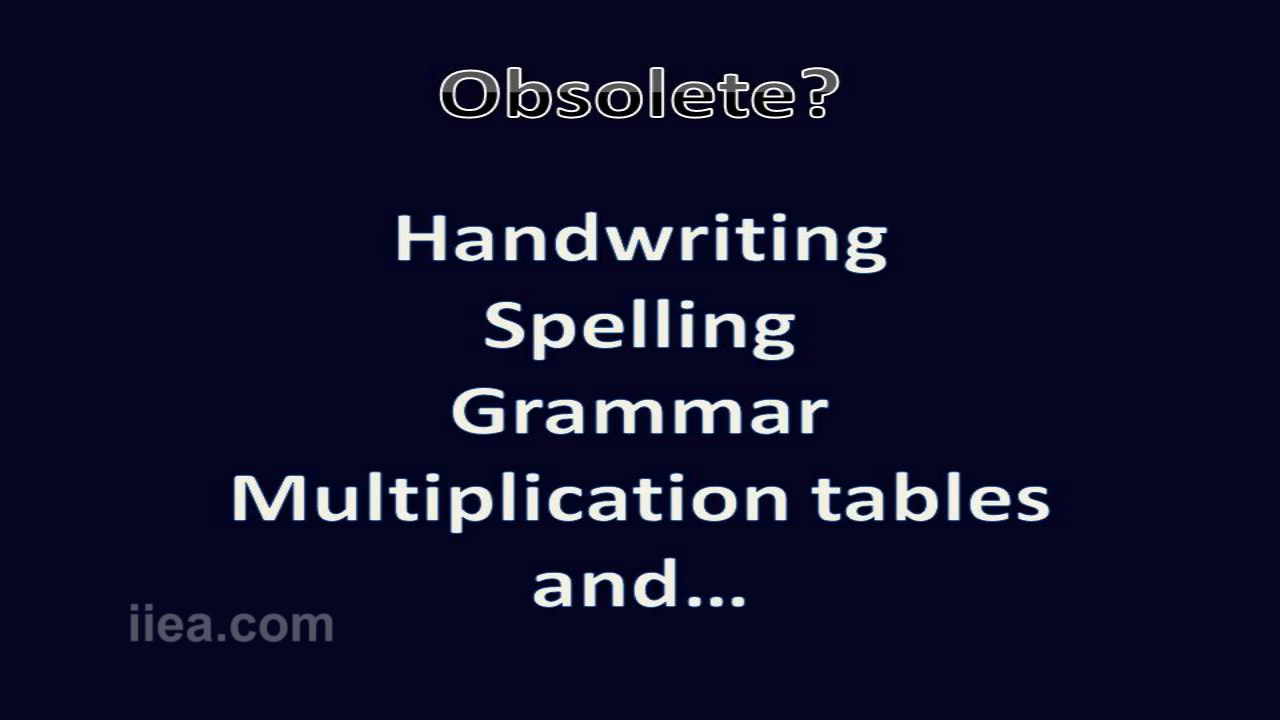 Obsolete?
Handwriting
Spelling
Grammar
Multiplication tables
and...
iiea.com